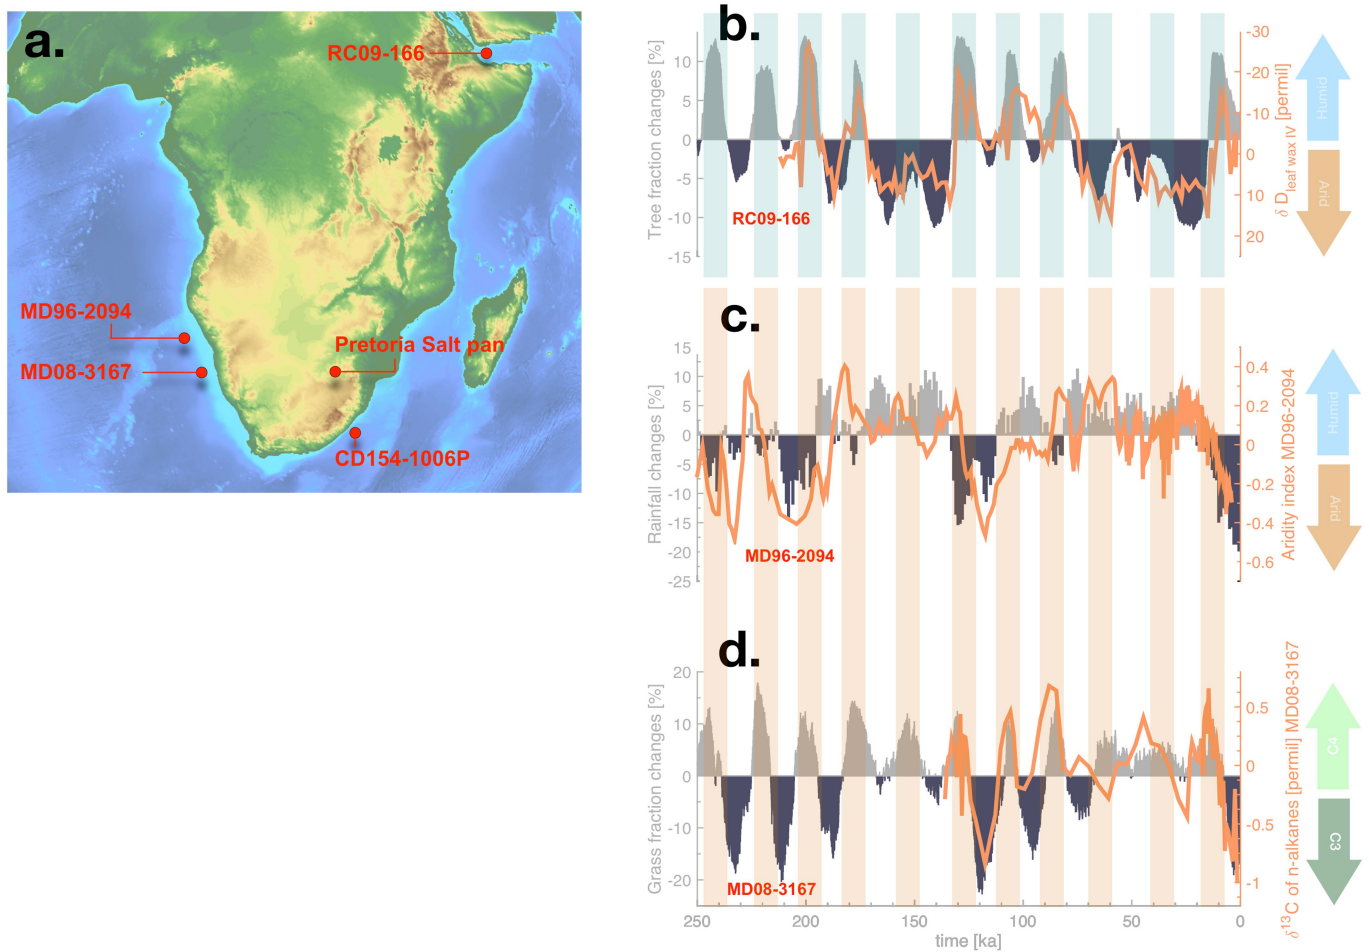 a.
RC09-166
MD96-2094
Pretoria Salt pan
MD08-3167
CD154-1006P
b.
Tree fraction changes [%]
10
5
0
-5
-10
-15
RC09-166
-30
-20
-10
0
10
20
δ D leaf wax IV [permil]
Humid
Arid
c.
Rainfall changes [%]
15
10
5
0
-5
-10
-15
-20
-25
MD96-2094
0.4
0.2
0
-0.2
-0.4
-0.6
Aridity index MD96-2094
Humid
Arid
d.
Grass fraction changes [%]
20
10
0
-10
-20
MD08-3167
0.5
0
-0.5
-1
δ13C of n-alkanes [permil] MD08-3167
C4
C3
250 200 150 100 50 0
time [ka]